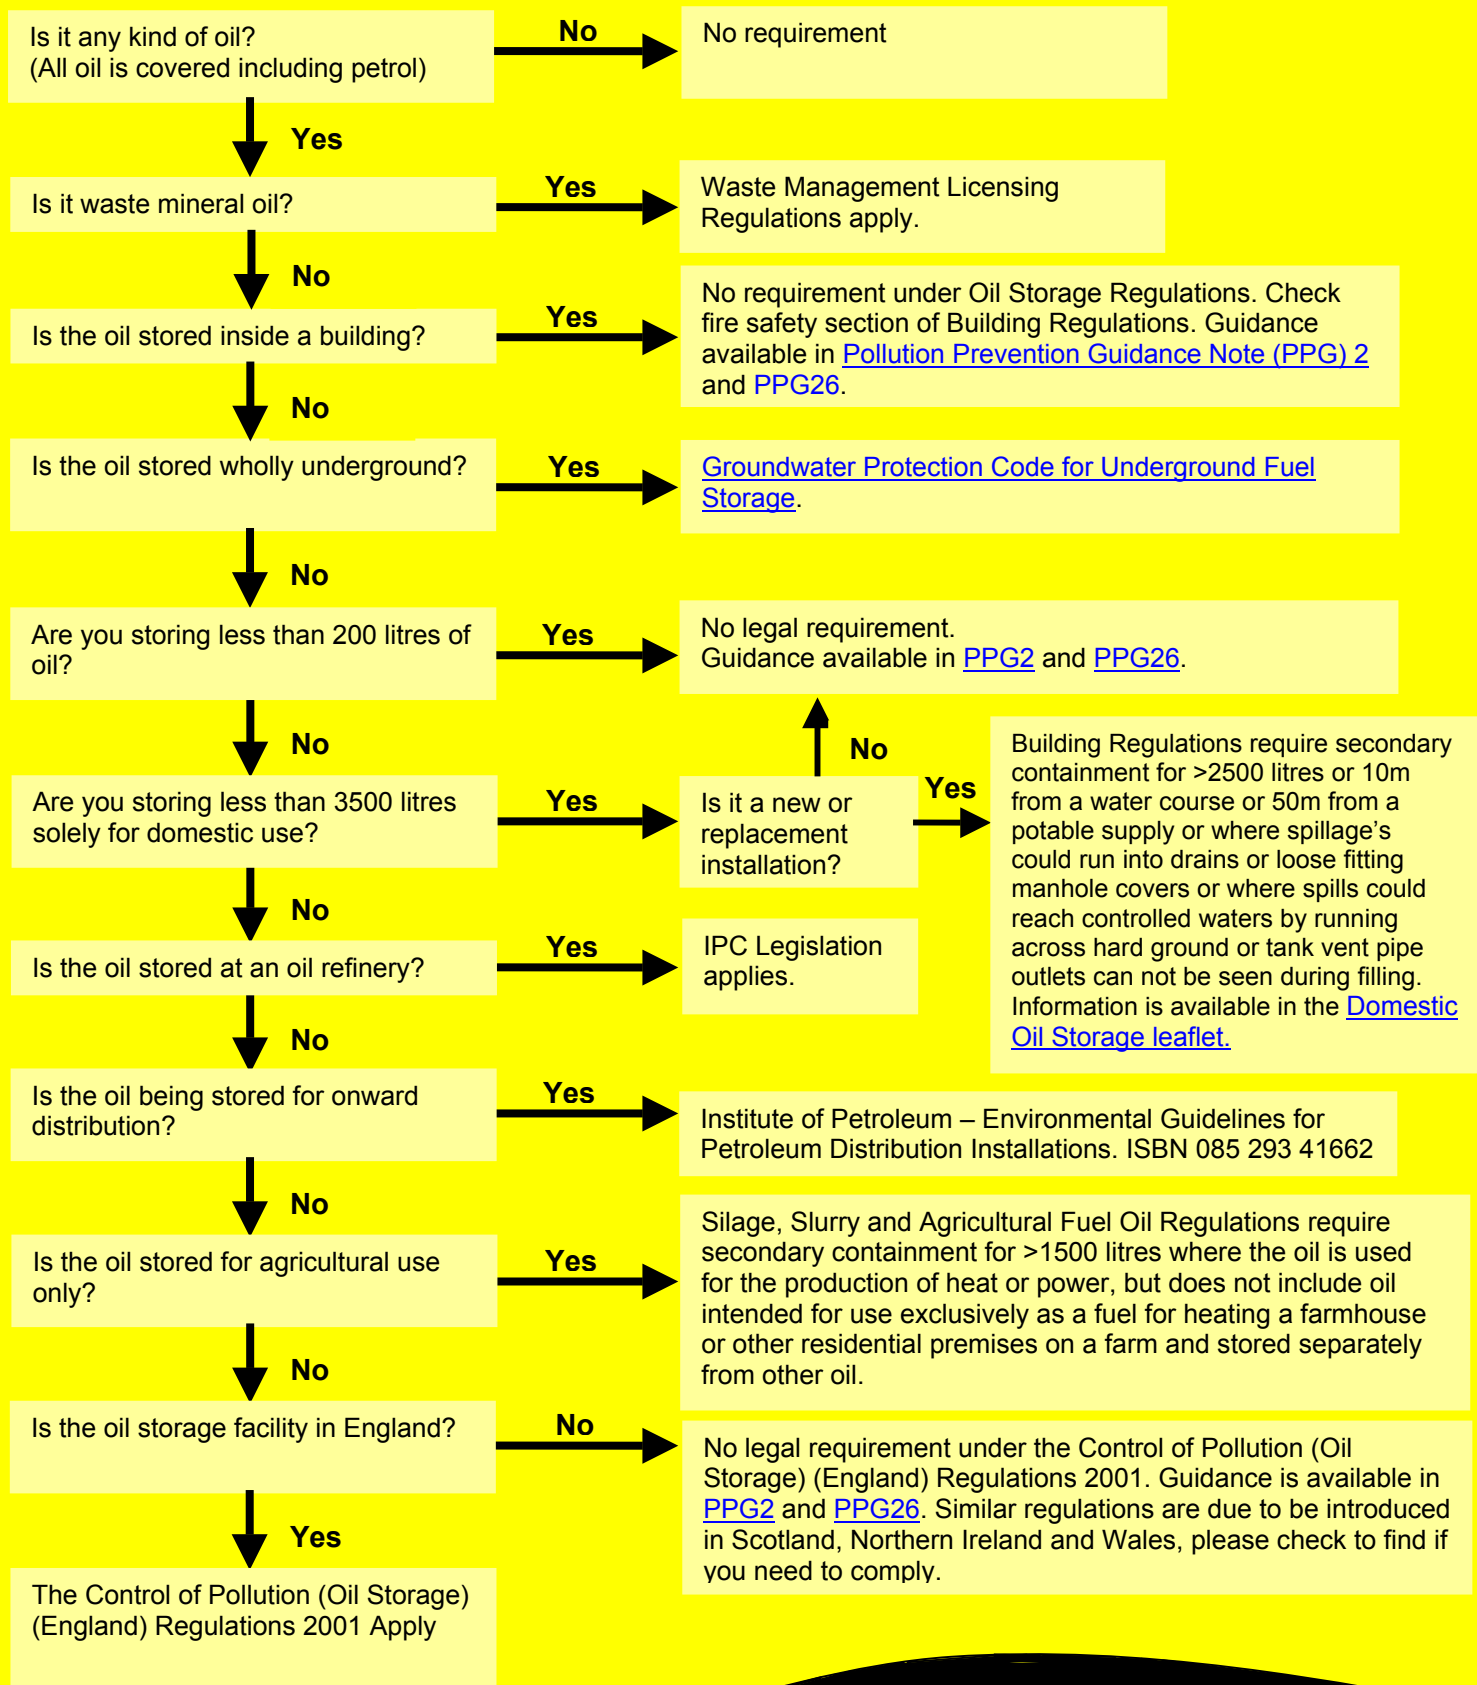 Is it any kind of oil?
(All oil is covered including petrol)
No
No requirement
Yes
Is it waste mineral oil?
Yes
Waste Management Licensing
Regulations apply.
No
Is the oil stored inside a building?
Yes
No requirement under Oil Storage Regulations. Check
fire safety section of Building Regulations. Guidance
available in Pollution Prevention Guidance Note (PPG) 2
and PPG26.
No
Is the oil stored wholly underground?
Yes
Groundwater Protection Code for Underground Fuel
Storage.
No
Are you storing less than 200 litres of
oil?
Yes
No legal requirement.
Guidance available in PPG2 and PPG26.
No
Are you storing less than 3500 litres
solely for domestic use?
Yes
Is it a new or
replacement
installation?
No
Yes
Building Regulations require secondary
containment for >2500 litres or 10m
from a water course or 50m from a
potable supply or where spillage’s
could run into drains or loose fitting
manhole covers or where spills could
reach controlled waters by running
across hard ground or tank vent pipe
outlets can not be seen during filling.
Information is available in the Domestic
Oil Storage leaflet.
No
Is the oil stored at an oil refinery?
Yes
IPC Legislation
applies.
No
Is the oil being stored for onward
distribution?
Yes
Institute of Petroleum – Environmental Guidelines for
Petroleum Distribution Installations. ISBN 085 293 41662
No
Is the oil stored for agricultural use
only?
Yes
Silage, Slurry and Agricultural Fuel Oil Regulations require
secondary containment for >1500 litres where the oil is used
for the production of heat or power, but does not include oil
intended for use exclusively as a fuel for heating a farmhouse
or other residential premises on a farm and stored separately
from other oil.
No
Is the oil storage facility in England?
No
No legal requirement under the Control of Pollution (Oil
Storage) (England) Regulations 2001. Guidance is available in
PPG2 and PPG26. Similar regulations are due to be introduced
in Scotland, Northern Ireland and Wales, please check to find if
you need to comply.
Yes
The Control of Pollution (Oil Storage)
(England) Regulations 2001 Apply